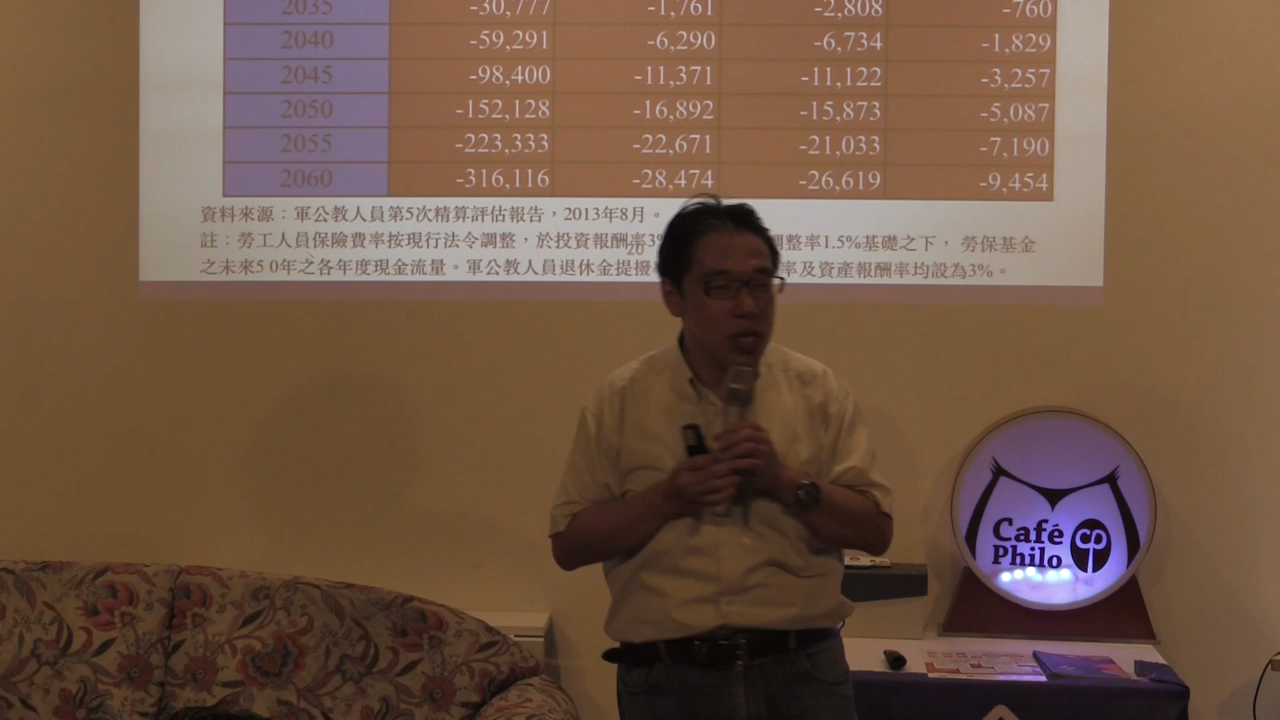 2035 -30,777 -1,761 -2,808 -760
2040 -59,291 -6,290 -6,734 -1,829
2045 -98,400 -11,371 -11,122 -3,257
2050 -152,128 -16,892 -15,873 -5,087
2055 -223,333 -22,671 -21,033 -7,190
2060 -316,116 -28,474 -26,619 -9,454
資料來源：軍公教人員第5次精算評估報告，2013年8月。
註：勞工人員保險費率按現行法令調整，於投資報酬率3% 調整率1.5%基礎之下， 勞保基金
20
之未來5 0年之各年度現金流量。軍公教人員退休金提撥 率及資產報酬率均設為3%。
Café
Philo
cp